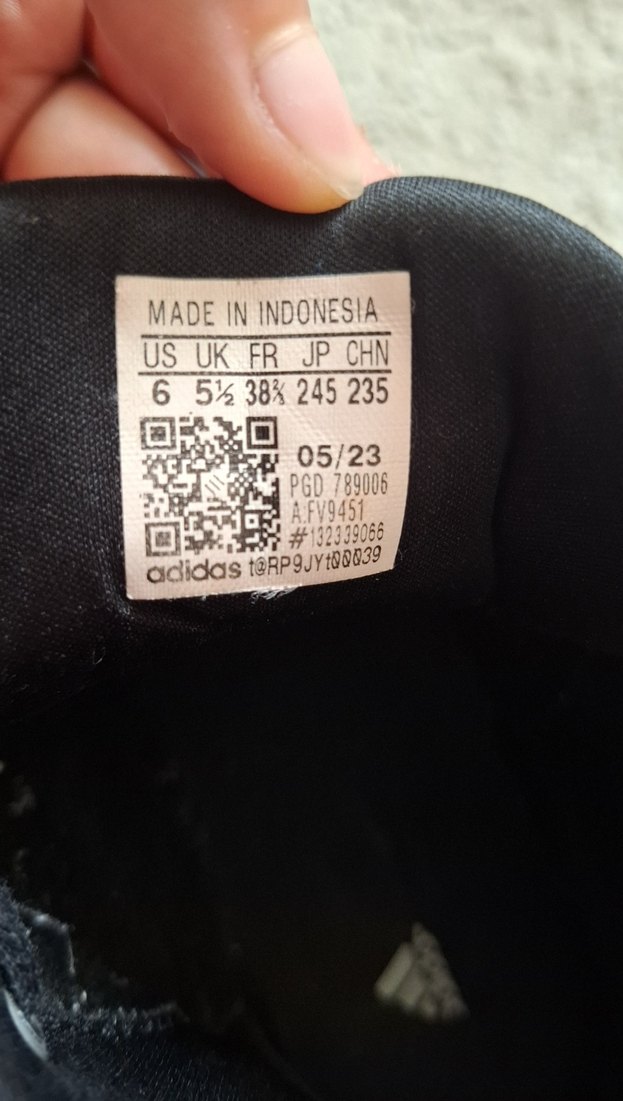 MADE IN INDONESIA
US UK FR JP CHN
6 5½ 38⅔ 245 235
05/23
PGD 789006
A:FV9451
#132339066
adidas t@RP9JYt00039